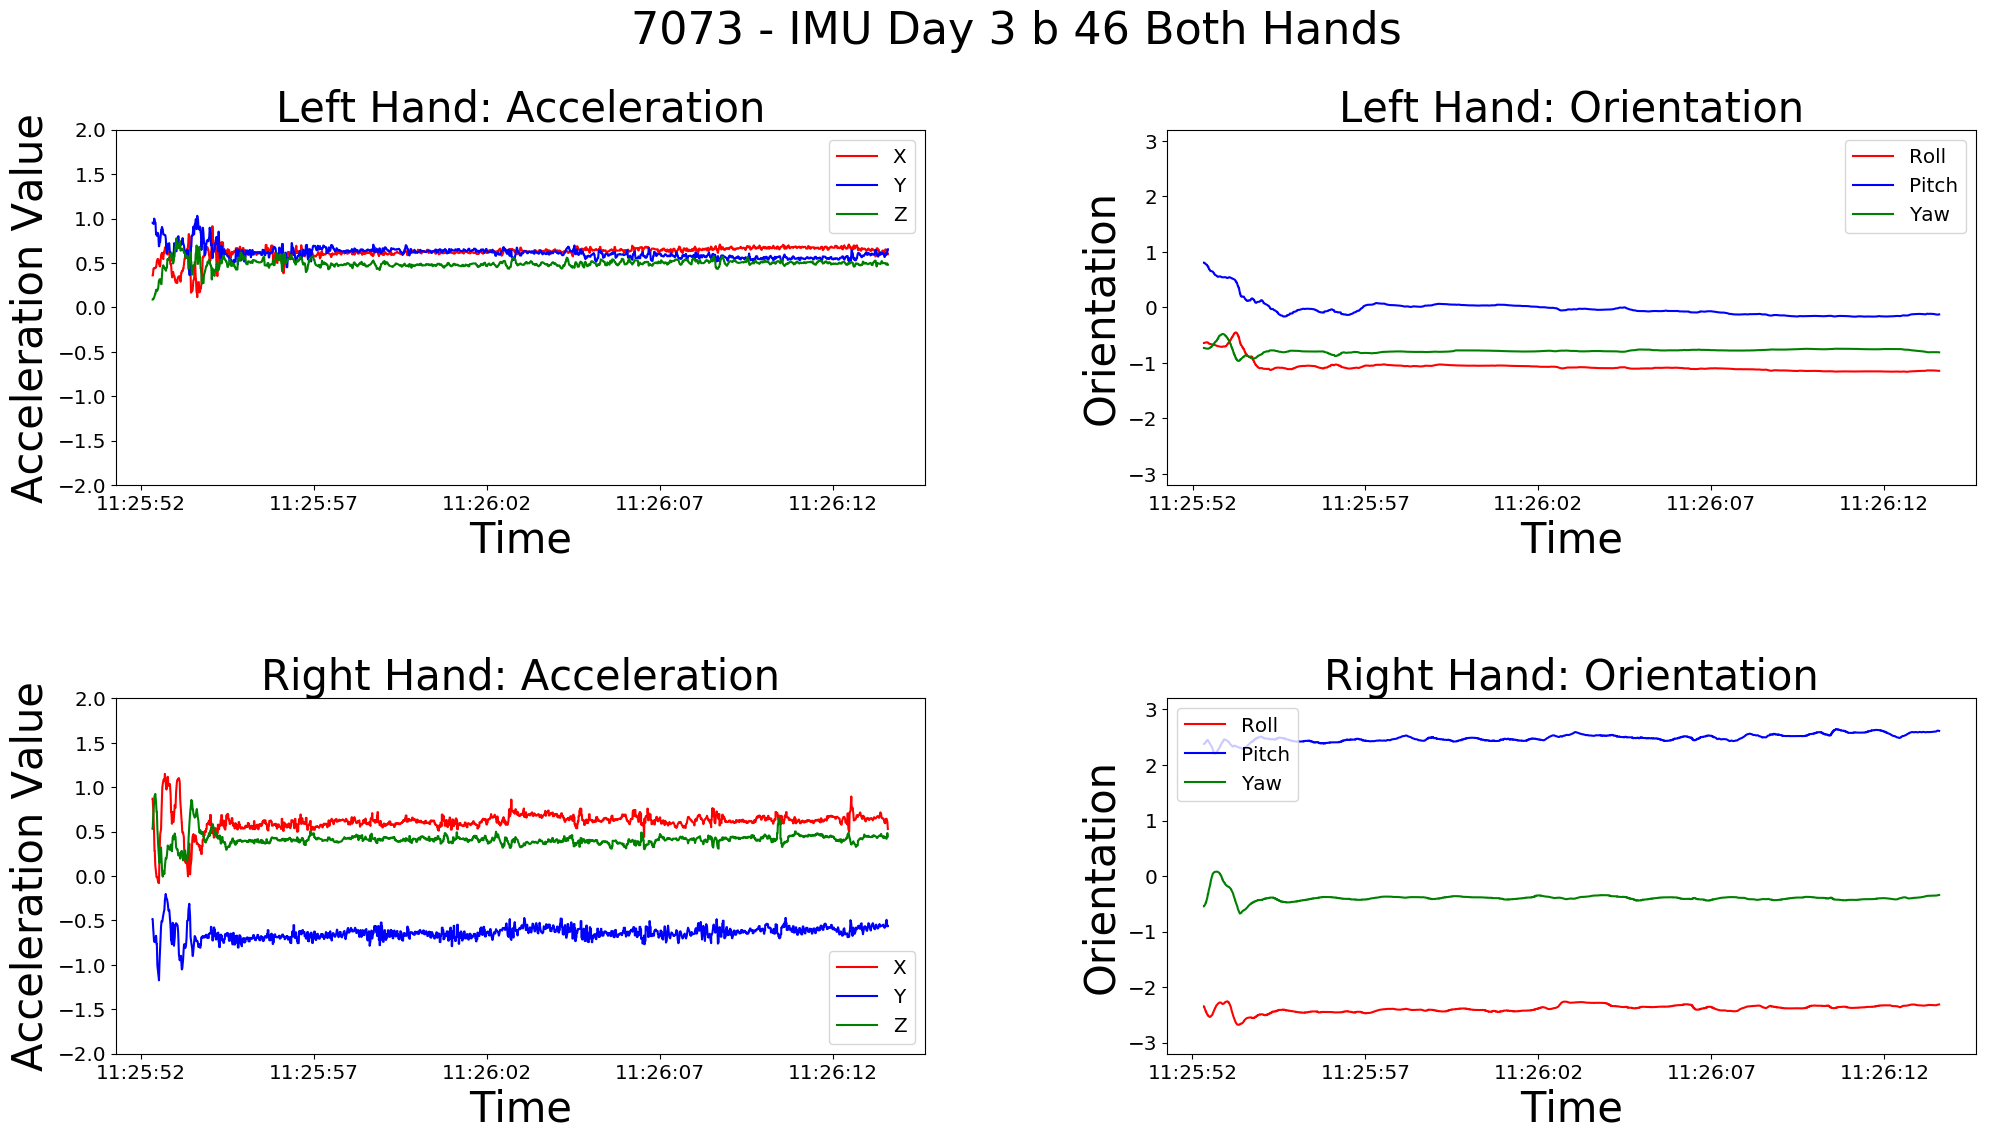 7073 - IMU Day 3 b 46 Both Hands
Left Hand: Acceleration
Acceleration Value
2.0
1.5
1.0
0.5
0.0
−0.5
−1.0
−1.5
−2.0
X
Y
Z
11:25:52 11:25:57 11:26:02 11:26:07 11:26:12
Time
Left Hand: Orientation
Orientation
3
2
1
0
−1
−2
−3
Roll
Pitch
Yaw
11:25:52 11:25:57 11:26:02 11:26:07 11:26:12
Time
Right Hand: Acceleration
Acceleration Value
2.0
1.5
1.0
0.5
0.0
−0.5
−1.0
−1.5
−2.0
X
Y
Z
11:25:52 11:25:57 11:26:02 11:26:07 11:26:12
Time
Right Hand: Orientation
Orientation
3
2
1
0
−1
−2
−3
Roll
Pitch
Yaw
11:25:52 11:25:57 11:26:02 11:26:07 11:26:12
Time